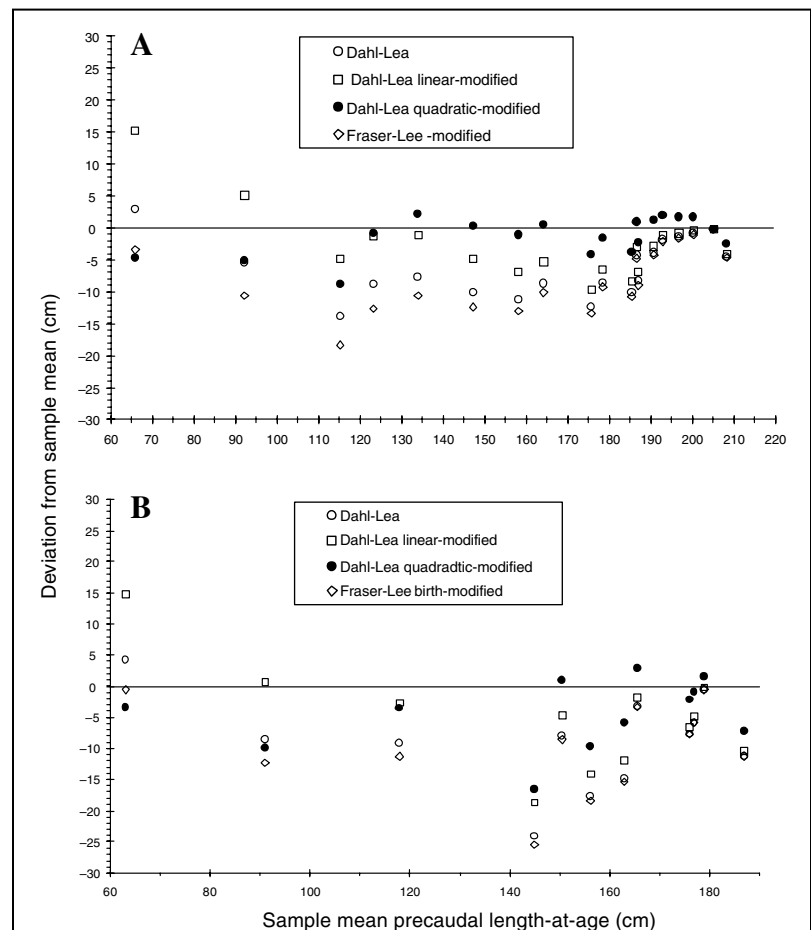 A
Dahl-Lea
Dahl-Lea linear-modified
Dahl-Lea quadratic-modified
Fraser-Lee -modified
30
25
20
15
10
5
0
–5
–10
–15
–20
–25
–30
60 70 80 90 100 110 120 130 140 150 160 170 180 190 200 210 220
Deviation from sample mean (cm)
B
Dahl-Lea
Dahl-Lea linear-modified
Dahl-Lea quadradtic-modified
Fraser-Lee birth-modified
30
25
20
15
10
5
0
–5
–10
–15
–20
–25
–30
60 80 100 120 140 160 180
Sample mean precaudal length-at-age (cm)